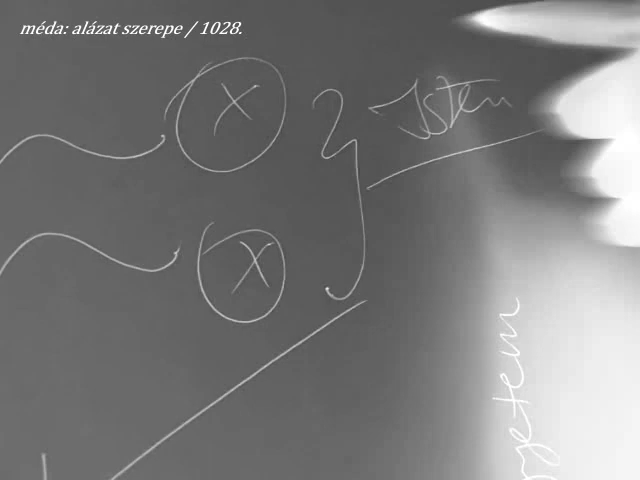 méda: alázat szerepe / 1028.
X
Isten
X